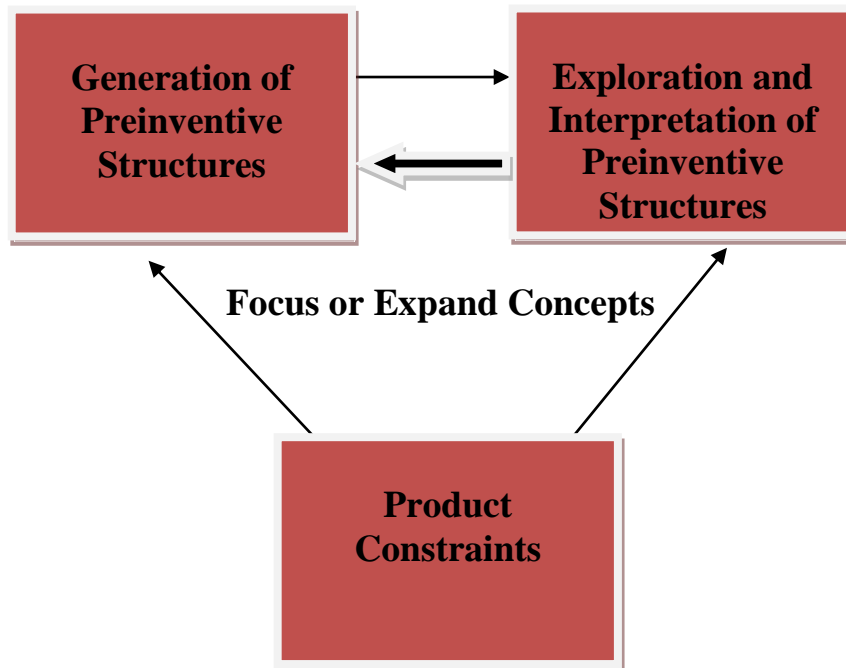 Generation of
Preinventive
Structures
Exploration and
Interpretation of
Preinventive
Structures
Focus or Expand Concepts
Product
Constraints